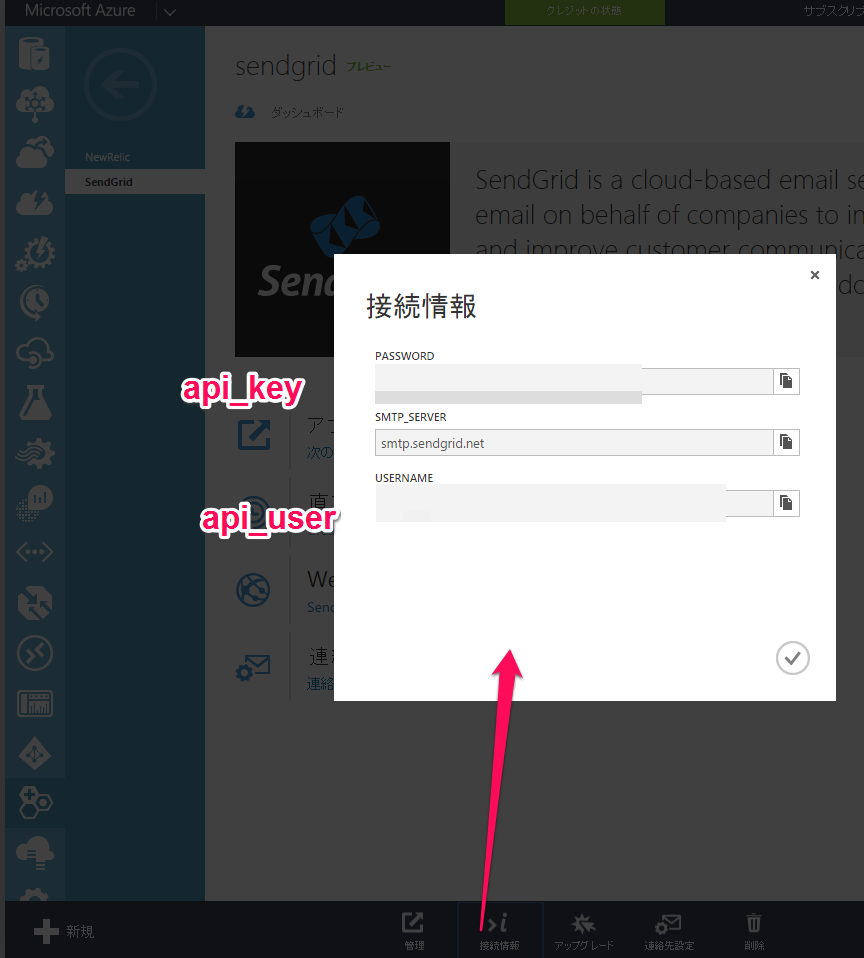 Microsoft Azure
クレジットの状態
サブスクリプ
sendgrid プレビュー
ダッシュボード
NewRelic
SendGrid
SendGrid is a cloud-based email se
email on behalf of companies to in
and improve customer communica
do
Send
接続情報
PASSWORD
api_key
SMTP_SERVER
smtp.sendgrid.net
USERNAME
api_user
次の
We
Send
連絡
新規
管理
接続情報
アップグレード
連絡先設定
削除